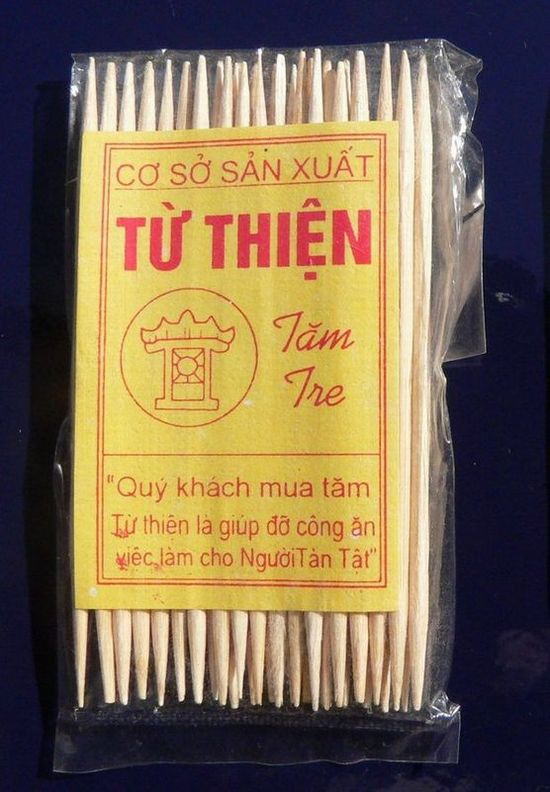 CƠ SỞ SẢN XUẤT
TỪ THIỆN
Tăm
Tre
"Quý khách mua tăm
Từ thiện là giúp đỡ công ăn
việc làm cho NgườiTàn Tật"